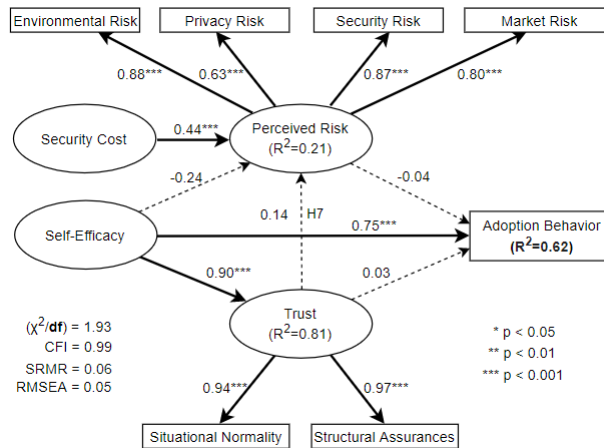 Environmental Risk
Privacy Risk
Security Risk
Market Risk
0.88***
0.63***
0.87***
0.80***
Security Cost
0.44***
Perceived Risk
(R²=0.21)
-0.24
-0.04
0.14
H7
Self-Efficacy
0.75***
Adoption Behavior
(R²=0.62)
0.90***
0.03
Trust
(R²=0.81)
(χ²/df) = 1.93
CFI = 0.99
SRMR = 0.06
RMSEA = 0.05
* p < 0.05
** p < 0.01
*** p < 0.001
0.94***
0.97***
Situational Normality
Structural Assurances